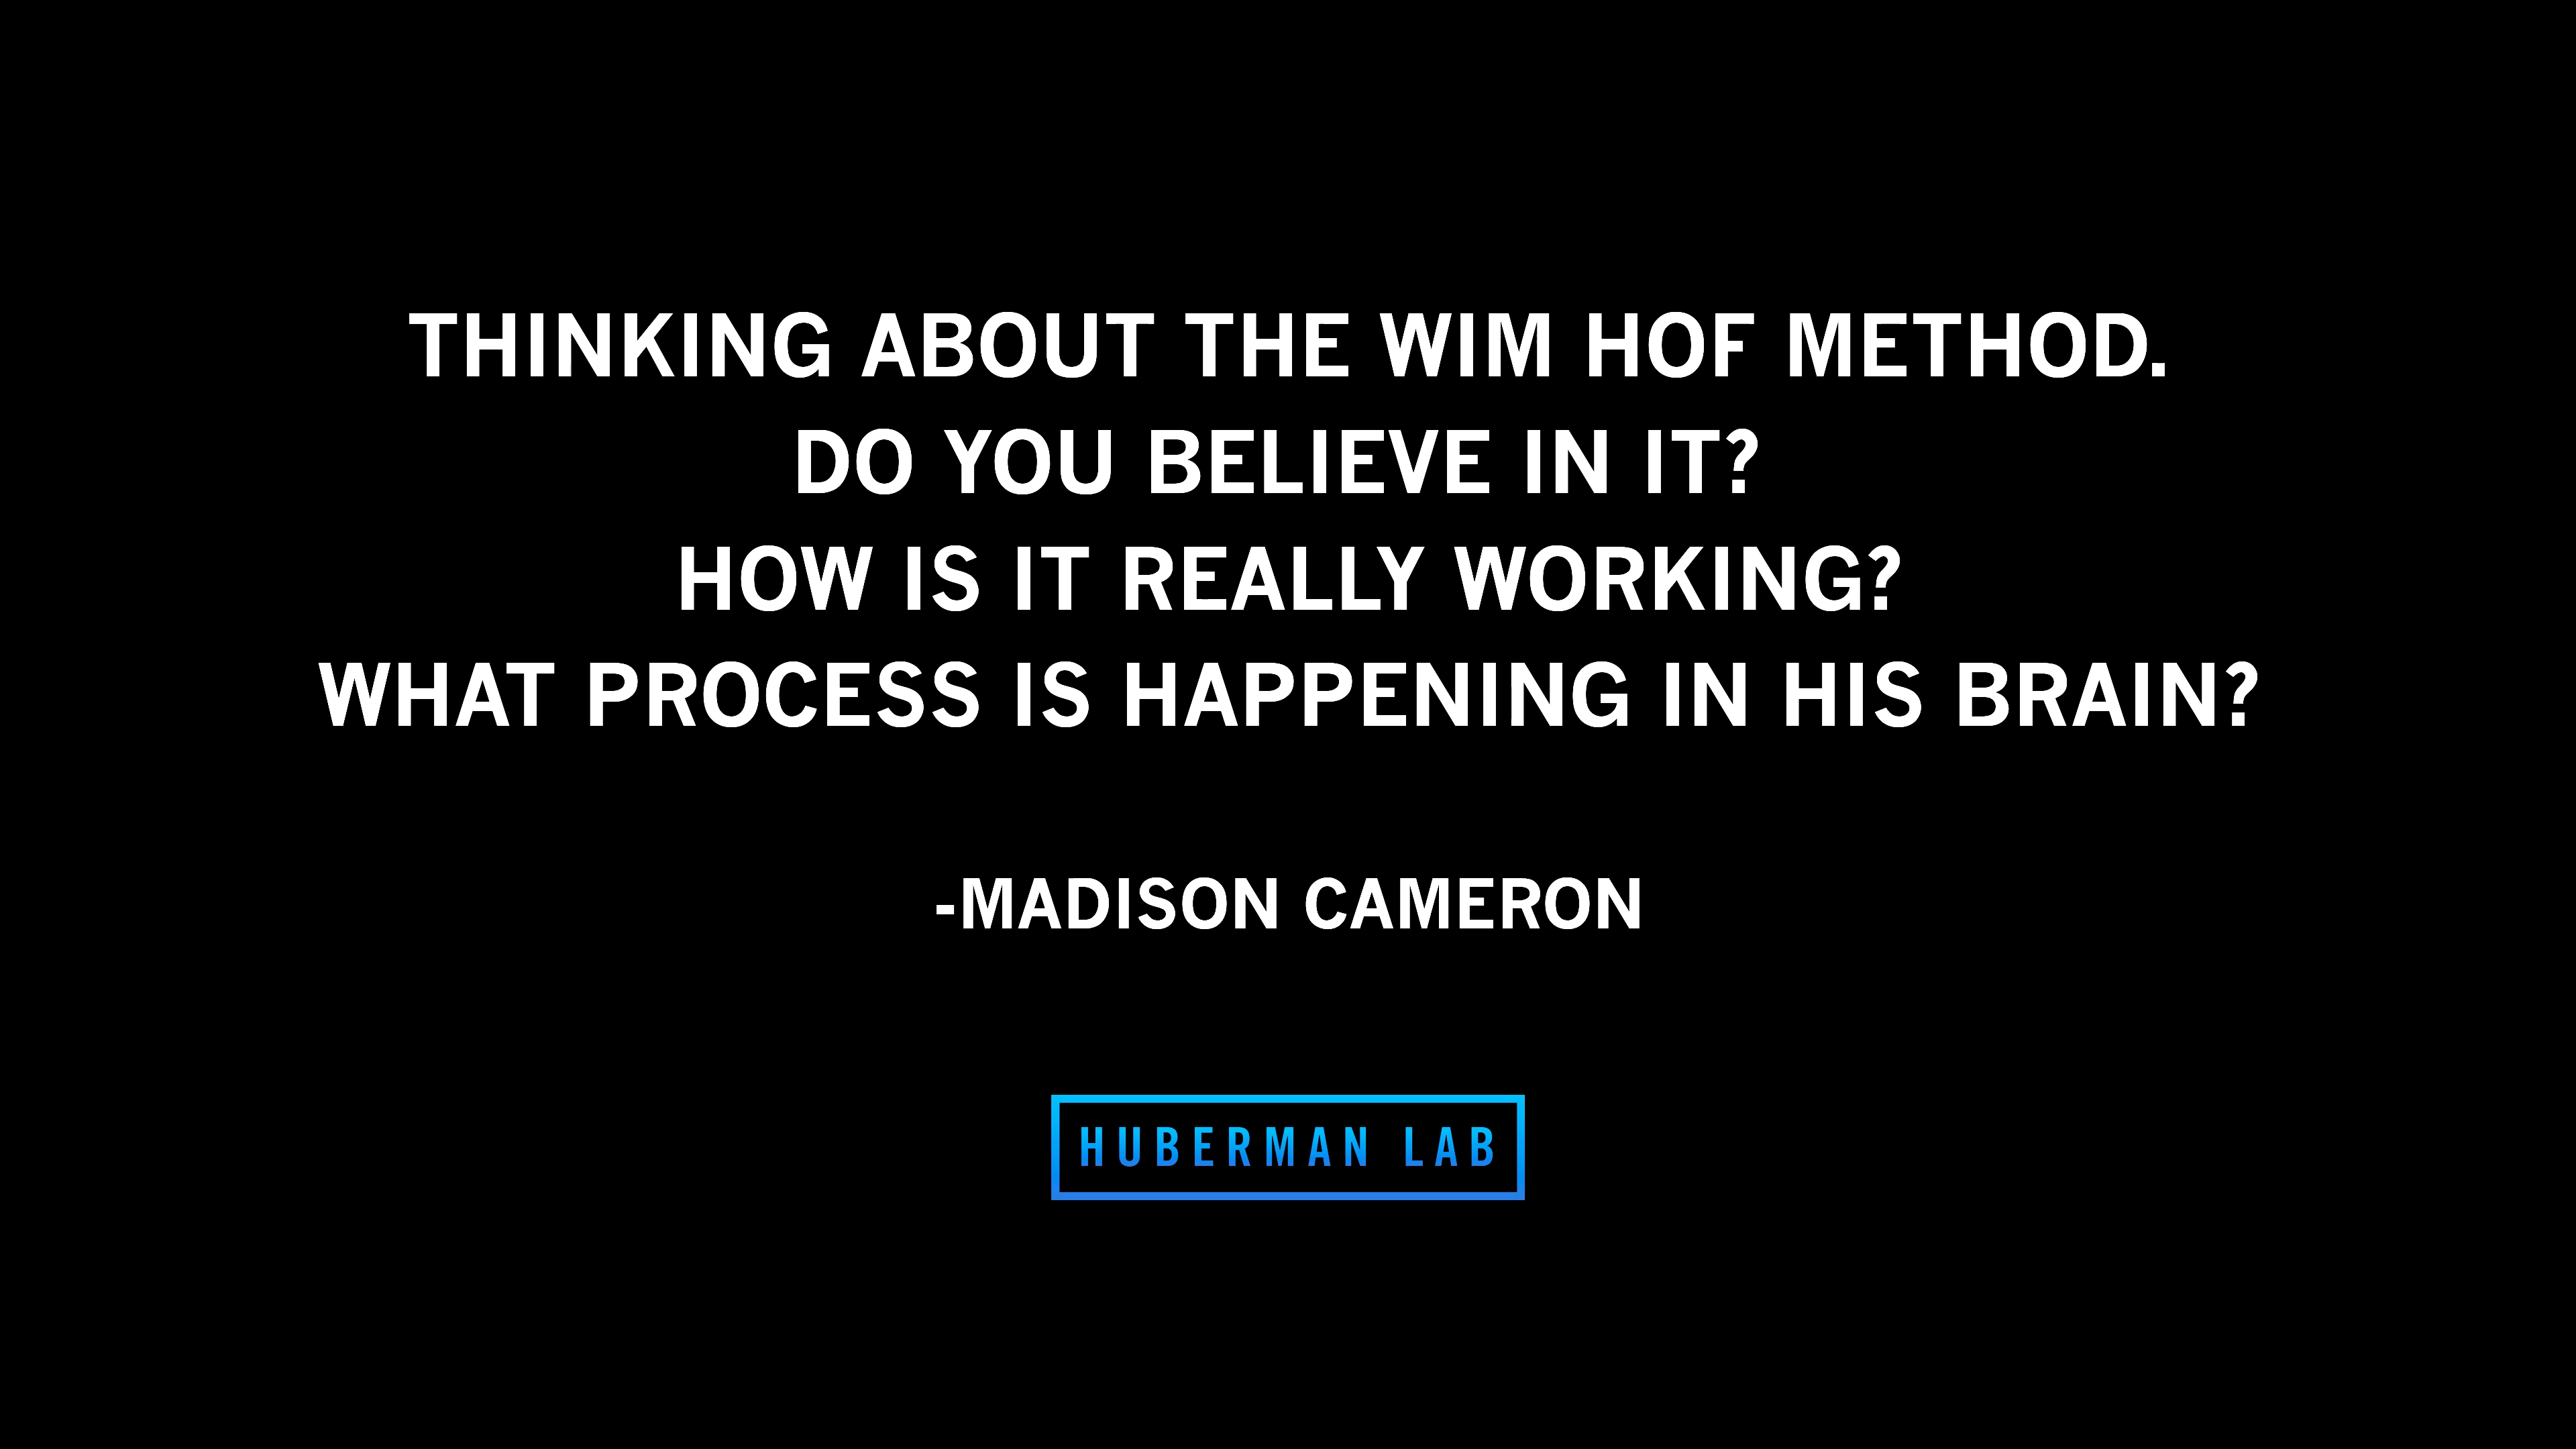 THINKING ABOUT THE WIM HOF METHOD.
DO YOU BELIEVE IN IT?
HOW IS IT REALLY WORKING?
WHAT PROCESS IS HAPPENING IN HIS BRAIN?
-MADISON CAMERON
HUBERMAN LAB